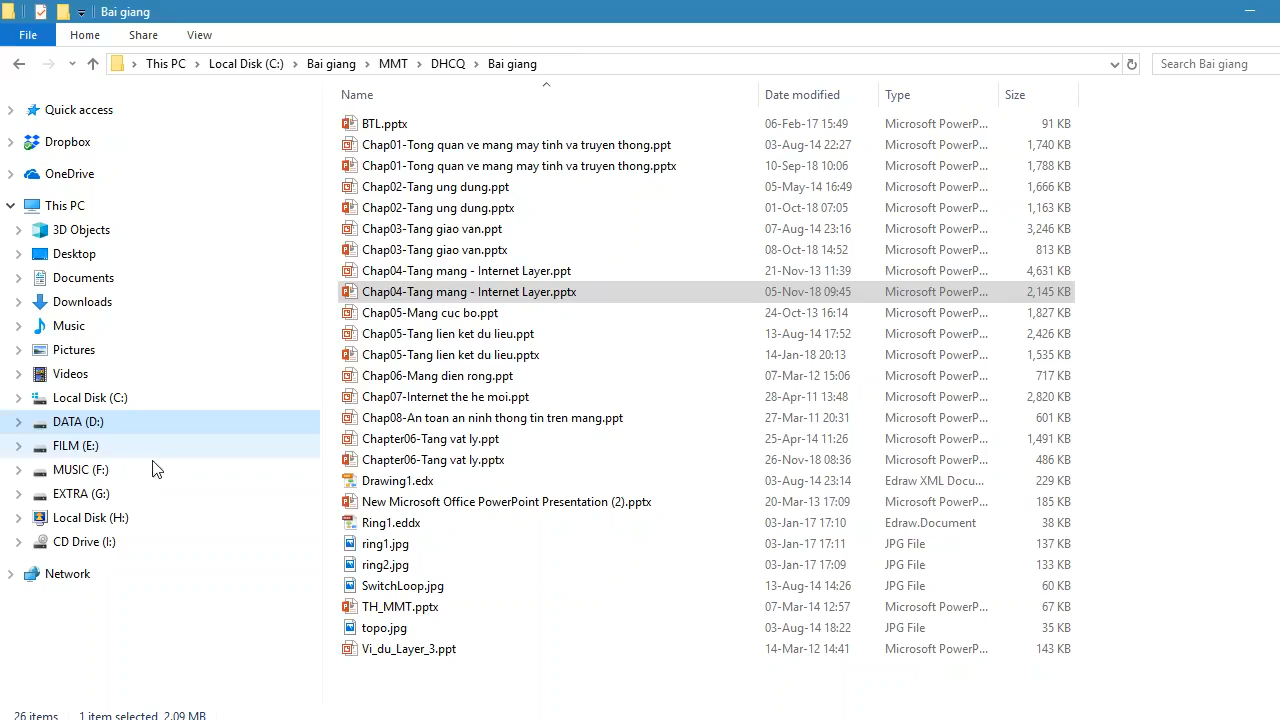 Bai giang
File Home Share View
This PC Local Disk (C:) Bai giang MMT DHCQ Bai giang Search Bai giang
Name Date modified Type Size
Quick access
Dropbox
OneDrive
This PC
3D Objects
Desktop
Documents
Downloads
Music
Pictures
Videos
Local Disk (C:)
DATA (D:)
FILM (E:)
MUSIC (F:)
EXTRA (G:)
Local Disk (H:)
CD Drive (I:)
Network
BTL.pptx 06-Feb-17 15:49 Microsoft PowerP... 91 KB
Chap01-Tong quan ve mang may tinh va truyen thong.ppt 03-Aug-14 22:27 Microsoft PowerP... 1,740 KB
Chap01-Tong quan ve mang may tinh va truyen thong.pptx 10-Sep-18 10:06 Microsoft PowerP... 1,788 KB
Chap02-Tang ung dung.ppt 05-May-14 16:49 Microsoft PowerP... 1,666 KB
Chap02-Tang ung dung.pptx 01-Oct-18 07:05 Microsoft PowerP... 1,163 KB
Chap03-Tang giao van.ppt 07-Aug-14 23:16 Microsoft PowerP... 3,246 KB
Chap03-Tang giao van.pptx 08-Oct-18 14:52 Microsoft PowerP... 813 KB
Chap04-Tang mang - Internet Layer.ppt 21-Nov-13 11:39 Microsoft PowerP... 4,631 KB
Chap04-Tang mang - Internet Layer.pptx 05-Nov-18 09:45 Microsoft PowerP... 2,145 KB
Chap05-Mang cuc bo.ppt 24-Oct-13 16:14 Microsoft PowerP... 1,827 KB
Chap05-Tang lien ket du lieu.ppt 13-Aug-14 17:52 Microsoft PowerP... 2,426 KB
Chap05-Tang lien ket du lieu.pptx 14-Jan-18 20:13 Microsoft PowerP... 1,535 KB
Chap06-Mang dien rong.ppt 07-Mar-12 15:06 Microsoft PowerP... 717 KB
Chap07-Internet the he moi.ppt 28-Apr-11 13:48 Microsoft PowerP... 2,820 KB
Chap08-An toan an ninh thong tin tren mang.ppt 27-Mar-11 20:31 Microsoft PowerP... 601 KB
Chapter06-Tang vat ly.ppt 25-Apr-14 11:26 Microsoft PowerP... 1,491 KB
Chapter06-Tang vat ly.pptx 26-Nov-18 08:36 Microsoft PowerP... 486 KB
Drawing1.edx 03-Aug-14 23:14 Edraw XML Docu... 229 KB
New Microsoft Office PowerPoint Presentation (2).pptx 20-Mar-13 17:09 Microsoft PowerP... 185 KB
Ring1.eddx 03-Jan-17 17:10 Edraw.Document 38 KB
ring1.jpg 03-Jan-17 17:11 JPG File 137 KB
ring2.jpg 03-Jan-17 17:09 JPG File 133 KB
SwitchLoop.jpg 13-Aug-14 14:26 JPG File 60 KB
TH_MMT.pptx 07-Mar-14 12:57 Microsoft PowerP... 67 KB
topo.jpg 03-Aug-14 18:22 JPG File 35 KB
Vi_du_Layer_3.ppt 14-Mar-12 14:41 Microsoft PowerP... 143 KB
26 items 1 item selected 2.09 MB